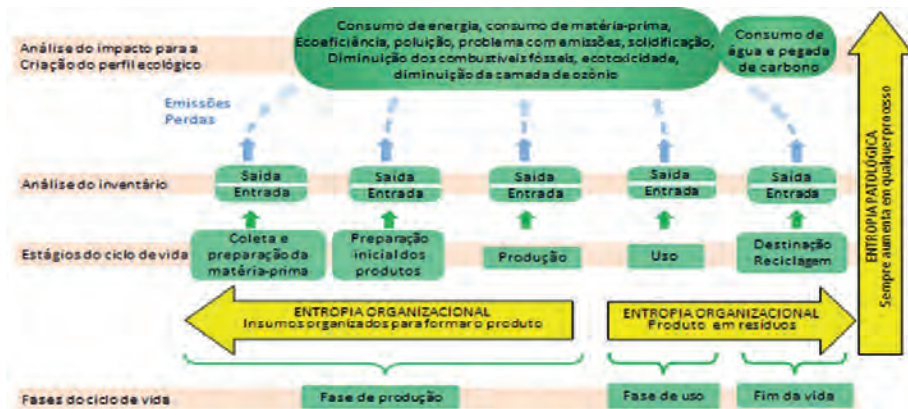 Consumo de energia, consumo de matéria-prima,
Ecoeficiência, poluição, problema com emissões, solidificação,
Diminuição dos combustíveis fósseis, ecotoxicidade,
diminuição da camada de ozônio
Consumo de
água e pegada
de carbono
Análise do impacto para a
Criação do perfil ecológico
Emissões
Perdas
Análise do inventário
Saída
Entrada
Saída
Entrada
Saída
Entrada
Saída
Entrada
Saída
Entrada
Estágios do ciclo de vida
Coleta e
preparação da
matéria-prima
Preparação
inicial dos
produtos
Produção
Uso
Destinação
Reciclagem
ENTROPIA ORGANIZACIONAL
Insumos organizados para formar o produto
ENTROPIA ORGANIZACIONAL
Produto em resíduos
Fases do ciclo de vida
Fase de produção
Fase de uso
Fim da vida
ENTROPIA PATOLÓGICA
Sempre aumenta em qualquer processo